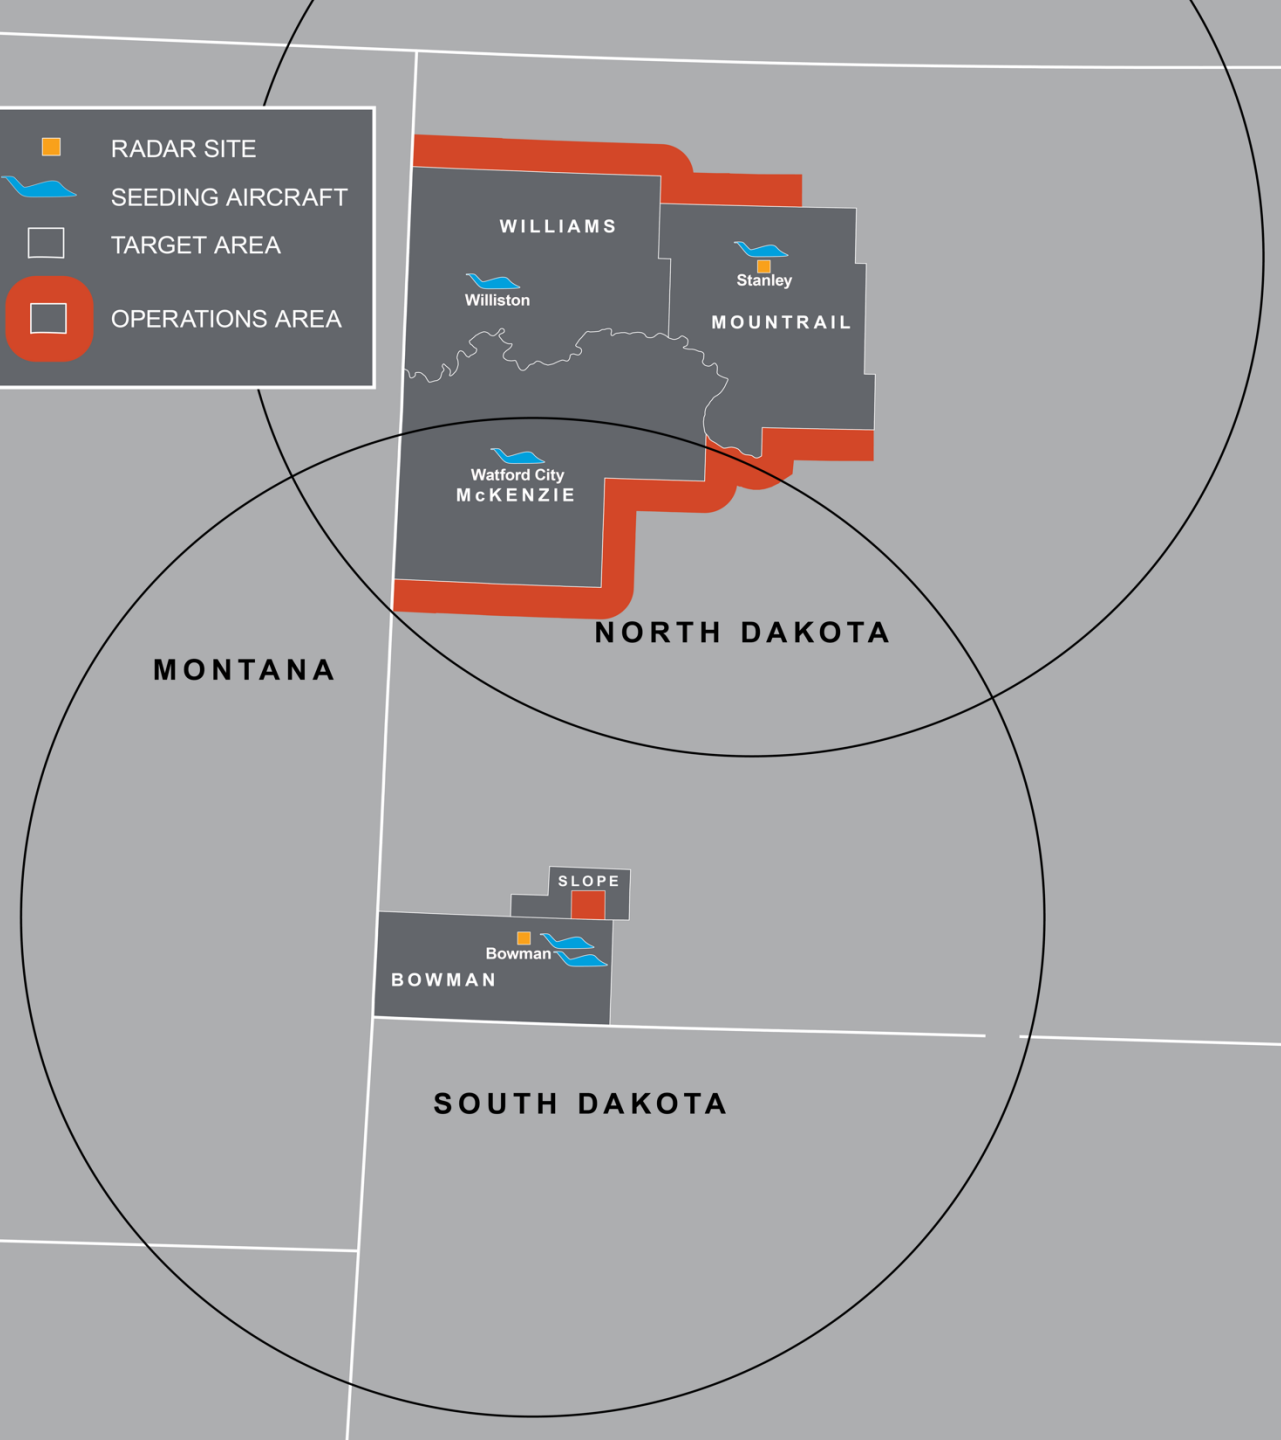 RADAR SITE
SEEDING AIRCRAFT
TARGET AREA
OPERATIONS AREA
WILLIAMS
Williston
Stanley
MOUNTRAIL
Watford City
McKENZIE
NORTH DAKOTA
MONTANA
SLOPE
Bowman
BOWMAN
SOUTH DAKOTA